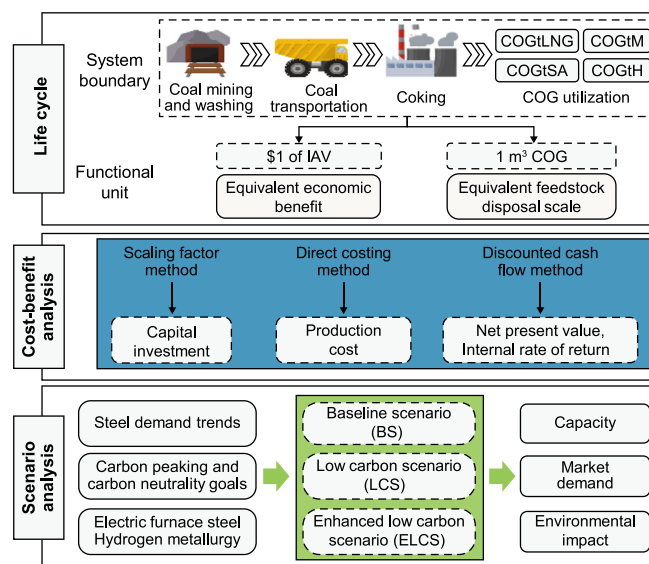 Life cycle
System
boundary
Coal mining
and washing
Coal
transportation
Coking
COGtLNG
COGtM
COGtSA
COGtH
COG utilization
Functional
unit
$1 of IAV
1 m³ COG
Equivalent economic
benefit
Equivalent feedstock
disposal scale
Cost-benefit
analysis
Scaling factor
method
Direct costing
method
Discounted cash
flow method
Capital
investment
Production
cost
Net present value,
Internal rate of return
Scenario
analysis
Steel demand trends
Carbon peaking and
carbon neutrality goals
Electric furnace steel
Hydrogen metallurgy
Baseline scenario
(BS)
Low carbon scenario
(LCS)
Enhanced low carbon
scenario (ELCS)
Capacity
Market
demand
Environmental
impact